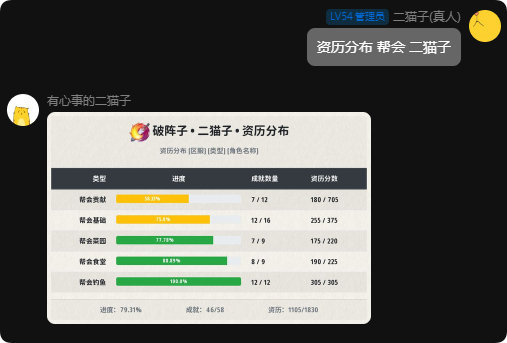 LV54 管理员 二猫子(真人)
资历分布 帮会 二猫子
有心事的二猫子
破阵子 • 二猫子 • 资历分布
资历分布 [区服] [类型] [角色名称]
类型 进度 成就数量 资历分数
帮会贡献 58.33% 7 / 12 180 / 705
帮会基础 75.0% 12 / 16 255 / 375
帮会菜园 77.78% 7 / 9 175 / 220
帮会食堂 88.89% 8 / 9 190 / 225
帮会钓鱼 100.0% 12 / 12 305 / 305
进度：79.31% 成就：46/58 资历：1105/1830